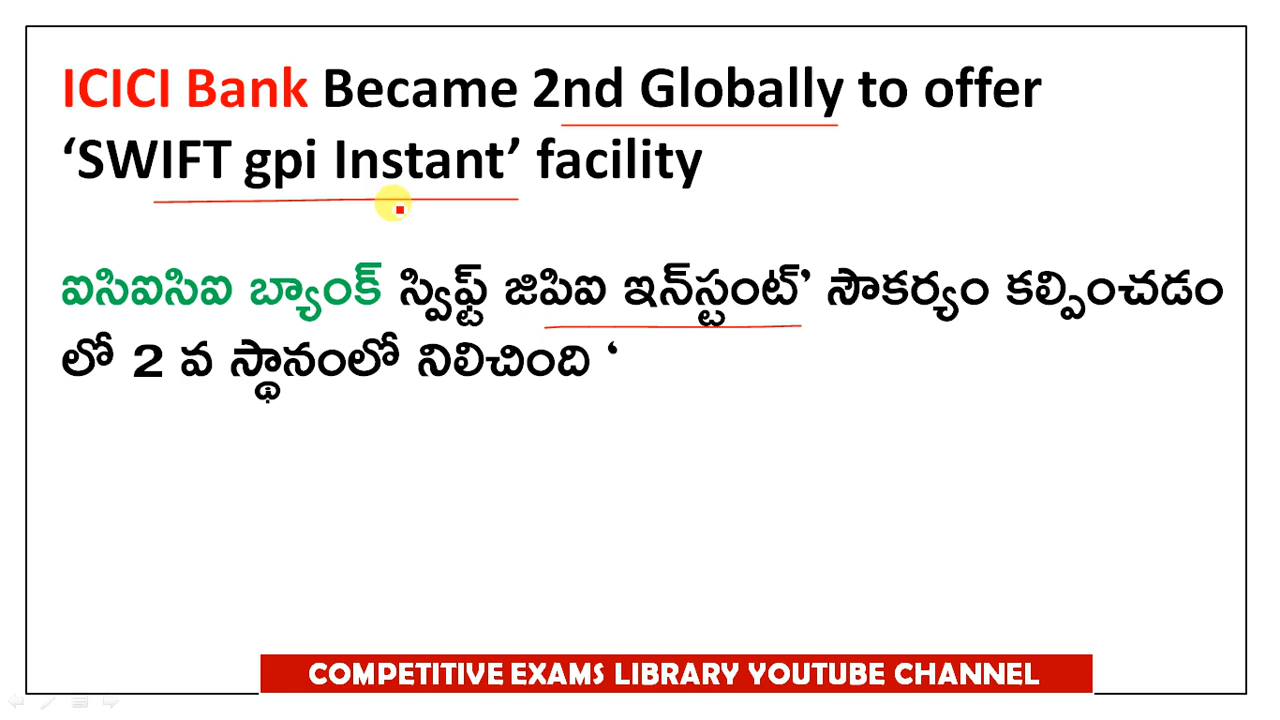 ICICI Bank Became 2nd Globally to offer
‘SWIFT gpi Instant’ facility
ఐసిఐసిఐ బ్యాంక్ స్విఫ్ట్ జిపిఐ ఇన్‌స్టంట్’ సౌకర్యం కల్పించడం
లో 2 వ స్థానంలో నిలిచింది ‘
COMPETITIVE EXAMS LIBRARY YOUTUBE CHANNEL